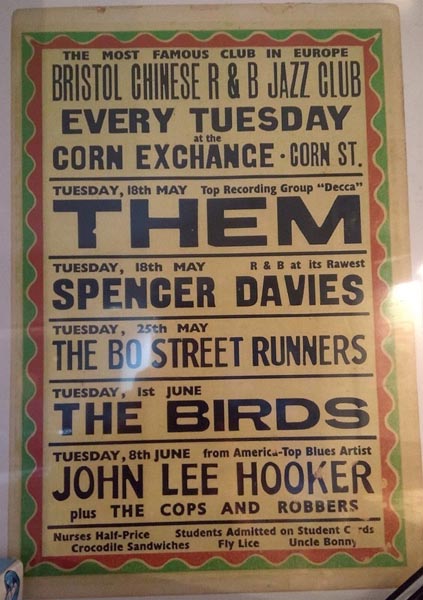 THE MOST FAMOUS CLUB IN EUROPE
BRISTOL CHINESE R & B JAZZ CLUB
EVERY TUESDAY
at the
CORN EXCHANGE · CORN ST.
TUESDAY, 18th MAY Top Recording Group "Decca"
THEM
TUESDAY, 18th MAY R & B at its Rawest
SPENCER DAVIES
TUESDAY, 25th MAY
THE BO STREET RUNNERS
TUESDAY, 1st JUNE
THE BIRDS
TUESDAY, 8th JUNE from America-Top Blues Artist
JOHN LEE HOOKER
plus THE COPS AND ROBBERS
Nurses Half-Price Students Admitted on Student
Crocodile Sandwiches Fly Lice Uncle Bonny